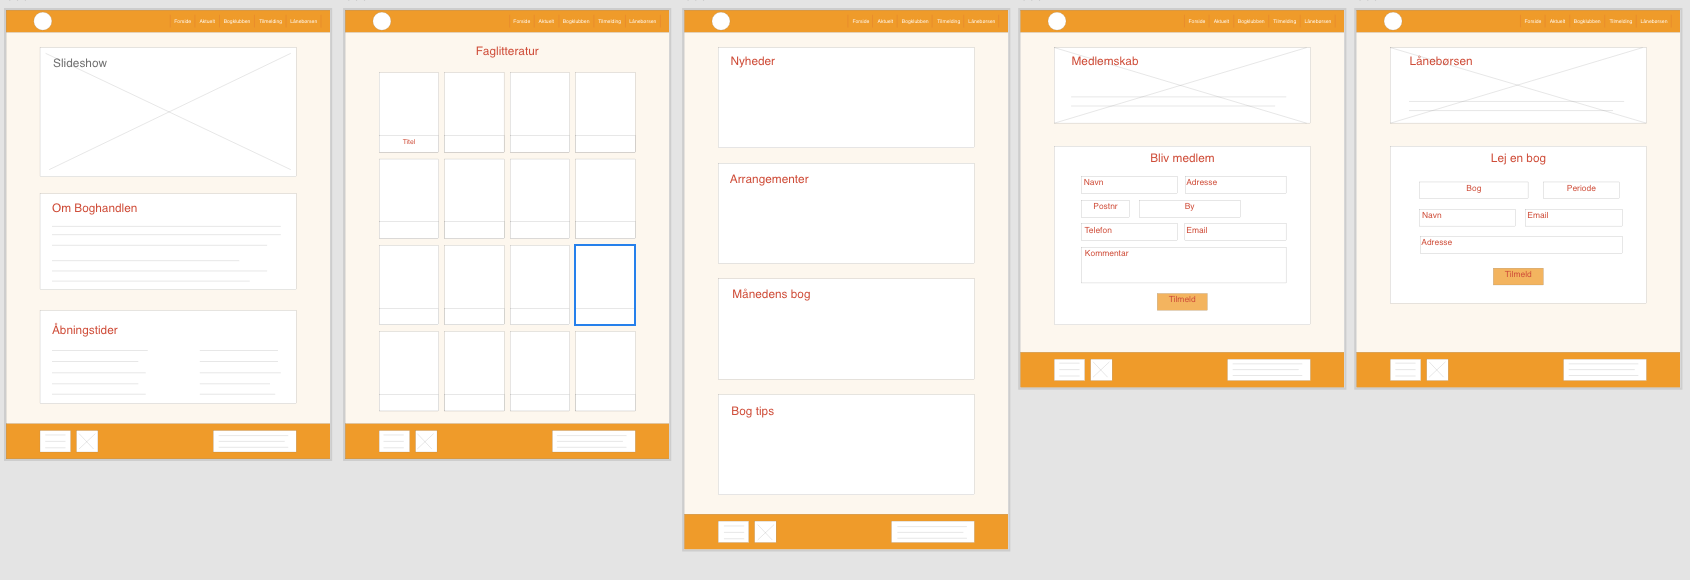 Forside Aktuelt Bogklubben Tilmelding Lånebørsen
Slideshow
Om Boghandlen
Åbningstider
Forside Aktuelt Bogklubben Tilmelding Lånebørsen
Faglitteratur
Titel
Forside Aktuelt Bogklubben Tilmelding Lånebørsen
Nyheder
Arrangementer
Månedens bog
Bog tips
Forside Aktuelt Bogklubben Tilmelding Lånebørsen
Medlemskab
Bliv medlem
Navn Adresse
Postnr By
Telefon Email
Kommentar
Tilmeld
Forside Aktuelt Bogklubben Tilmelding Lånebørsen
Lånebørsen
Lej en bog
Bog Periode
Navn Email
Adresse
Tilmeld